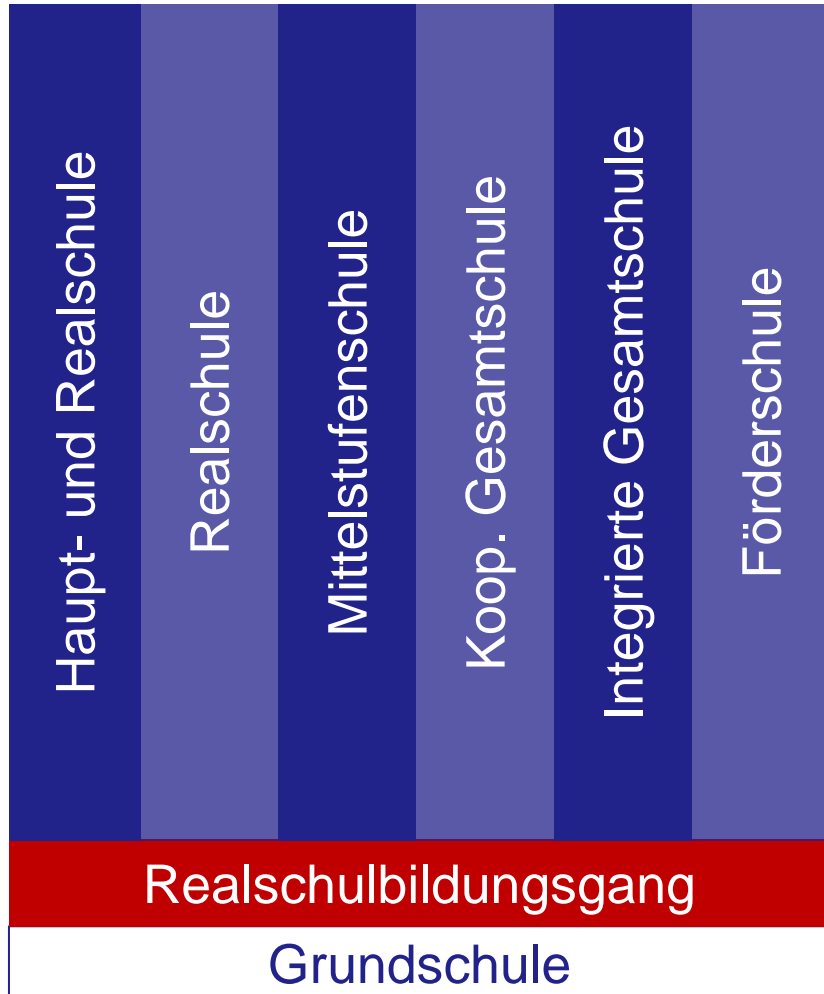 Haupt- und Realschule
Realschule
Mittelstufenschule
Koop. Gesamtschule
Integrierte Gesamtschule
Förderschule
Realschulbildungsgang
Grundschule